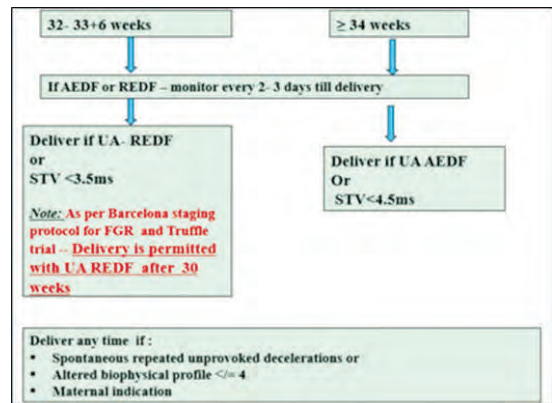 32- 33+6 weeks
≥ 34 weeks
If AEDF or REDF – monitor every 2- 3 days till delivery
Deliver if UA- REDF
or
STV <3.5ms
Note: As per Barcelona staging
protocol for FGR and Truffle
trial -- Delivery is permitted
with UA REDF after 30
weeks
Deliver if UA AEDF
Or
STV<4.5ms
Deliver any time if :
• Spontaneous repeated unprovoked decelerations or
• Altered biophysical profile </= 4
• Maternal indication